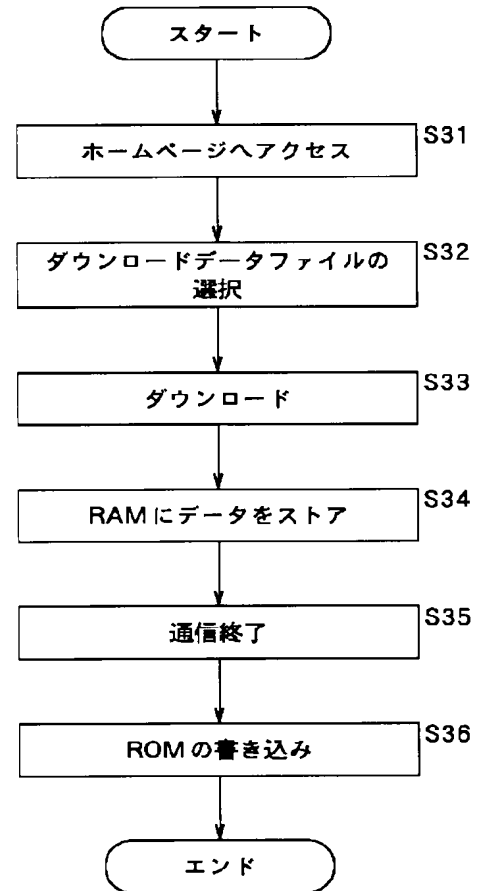 スタート
ホームページへアクセス
S31
ダウンロードデータファイルの
選択
S32
ダウンロード
S33
RAMにデータをストア
S34
通信終了
S35
ROMの書き込み
S36
エンド